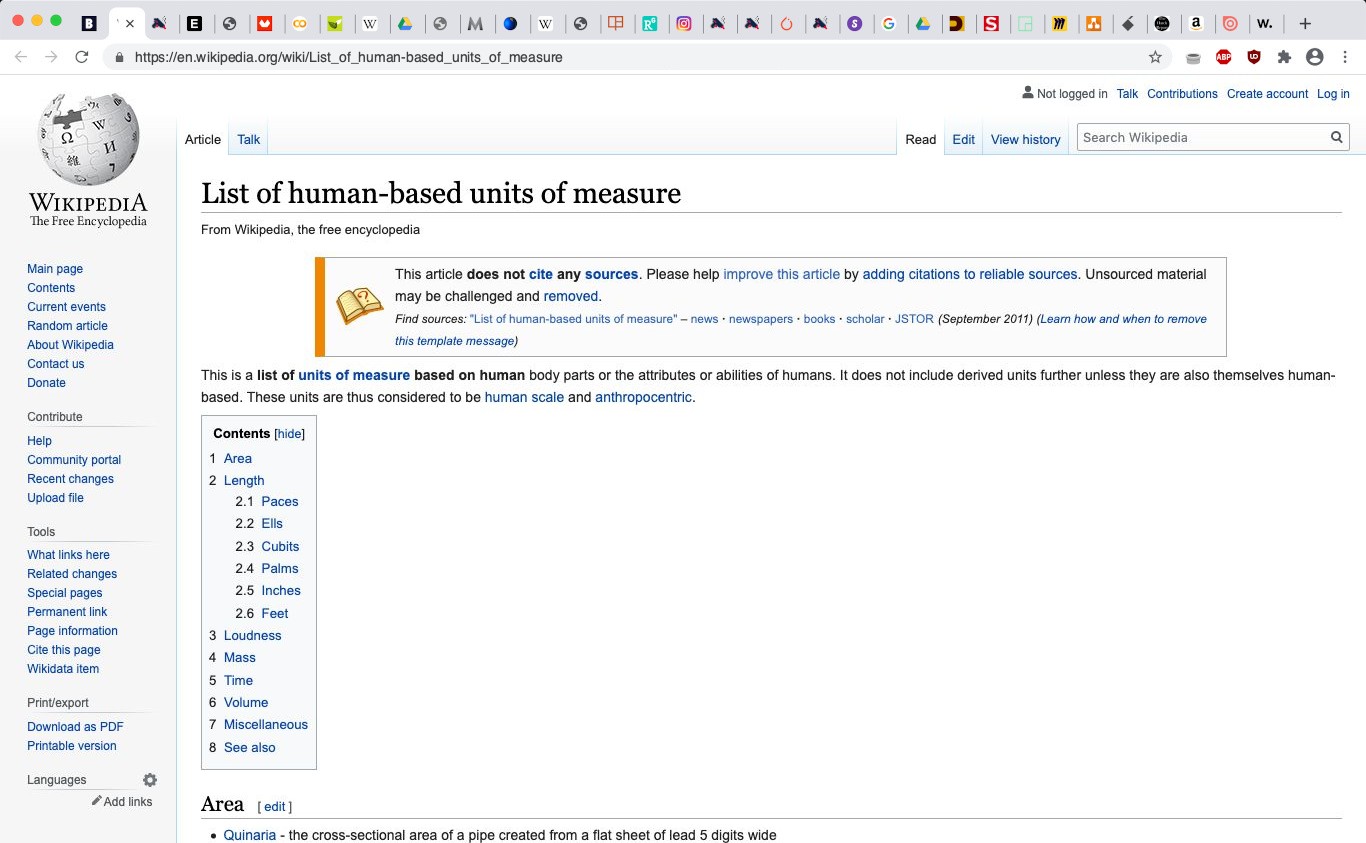 https://en.wikipedia.org/wiki/List_of_human-based_units_of_measure
Not logged in Talk Contributions Create account Log in
Article Talk Read Edit View history Search Wikipedia
WIKIPEDIA
The Free Encyclopedia
Main page
Contents
Current events
Random article
About Wikipedia
Contact us
Donate
Contribute
Help
Community portal
Recent changes
Upload file
Tools
What links here
Related changes
Special pages
Permanent link
Page information
Cite this page
Wikidata item
Print/export
Download as PDF
Printable version
Languages
Add links
List of human-based units of measure
From Wikipedia, the free encyclopedia
This article does not cite any sources. Please help improve this article by adding citations to reliable sources. Unsourced material
may be challenged and removed.
Find sources: "List of human-based units of measure" – news · newspapers · books · scholar · JSTOR (September 2011) (Learn how and when to remove
this template message)
This is a list of units of measure based on human body parts or the attributes or abilities of humans. It does not include derived units further unless they are also themselves human-
based. These units are thus considered to be human scale and anthropocentric.
Contents [hide]
1 Area
2 Length
2.1 Paces
2.2 Ells
2.3 Cubits
2.4 Palms
2.5 Inches
2.6 Feet
3 Loudness
4 Mass
5 Time
6 Volume
7 Miscellaneous
8 See also
Area [ edit ]
• Quinaria - the cross-sectional area of a pipe created from a flat sheet of lead 5 digits wide